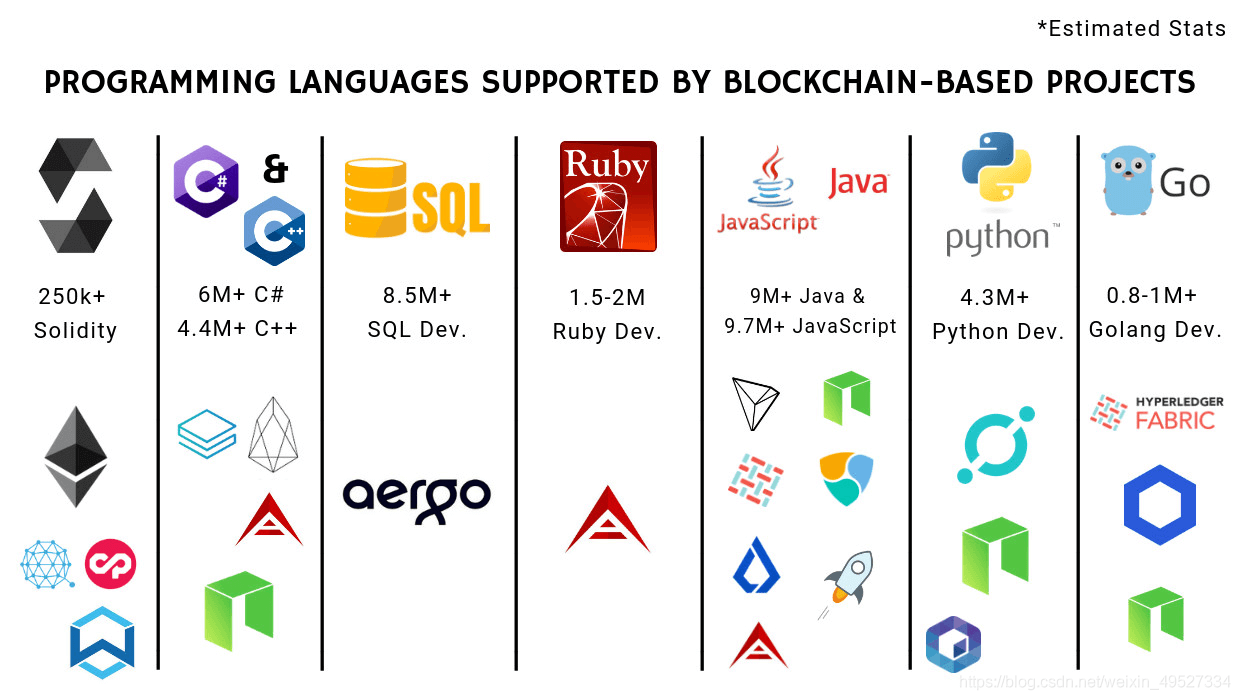 *Estimated Stats
PROGRAMMING LANGUAGES SUPPORTED BY BLOCKCHAIN-BASED PROJECTS
C#
&
C++
SQL
Ruby
JavaScript
Java
python™
Go
250k+
Solidity
6M+ C#
4.4M+ C++
8.5M+
SQL Dev.
1.5-2M
Ruby Dev.
9M+ Java &
9.7M+ JavaScript
4.3M+
Python Dev.
0.8-1M+
Golang Dev.
aergo
HYPERLEDGER
FABRIC
https://blog.csdn.net/weixin_49527334